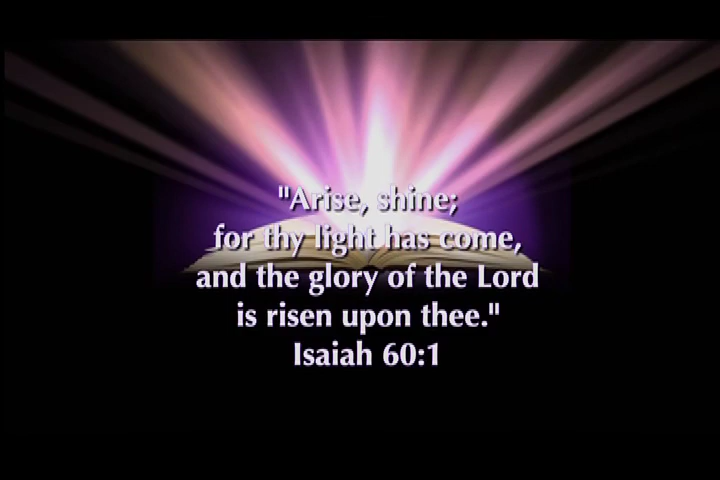 "Arise, shine;
for thy light has come,
and the glory of the Lord
is risen upon thee."
Isaiah 60:1